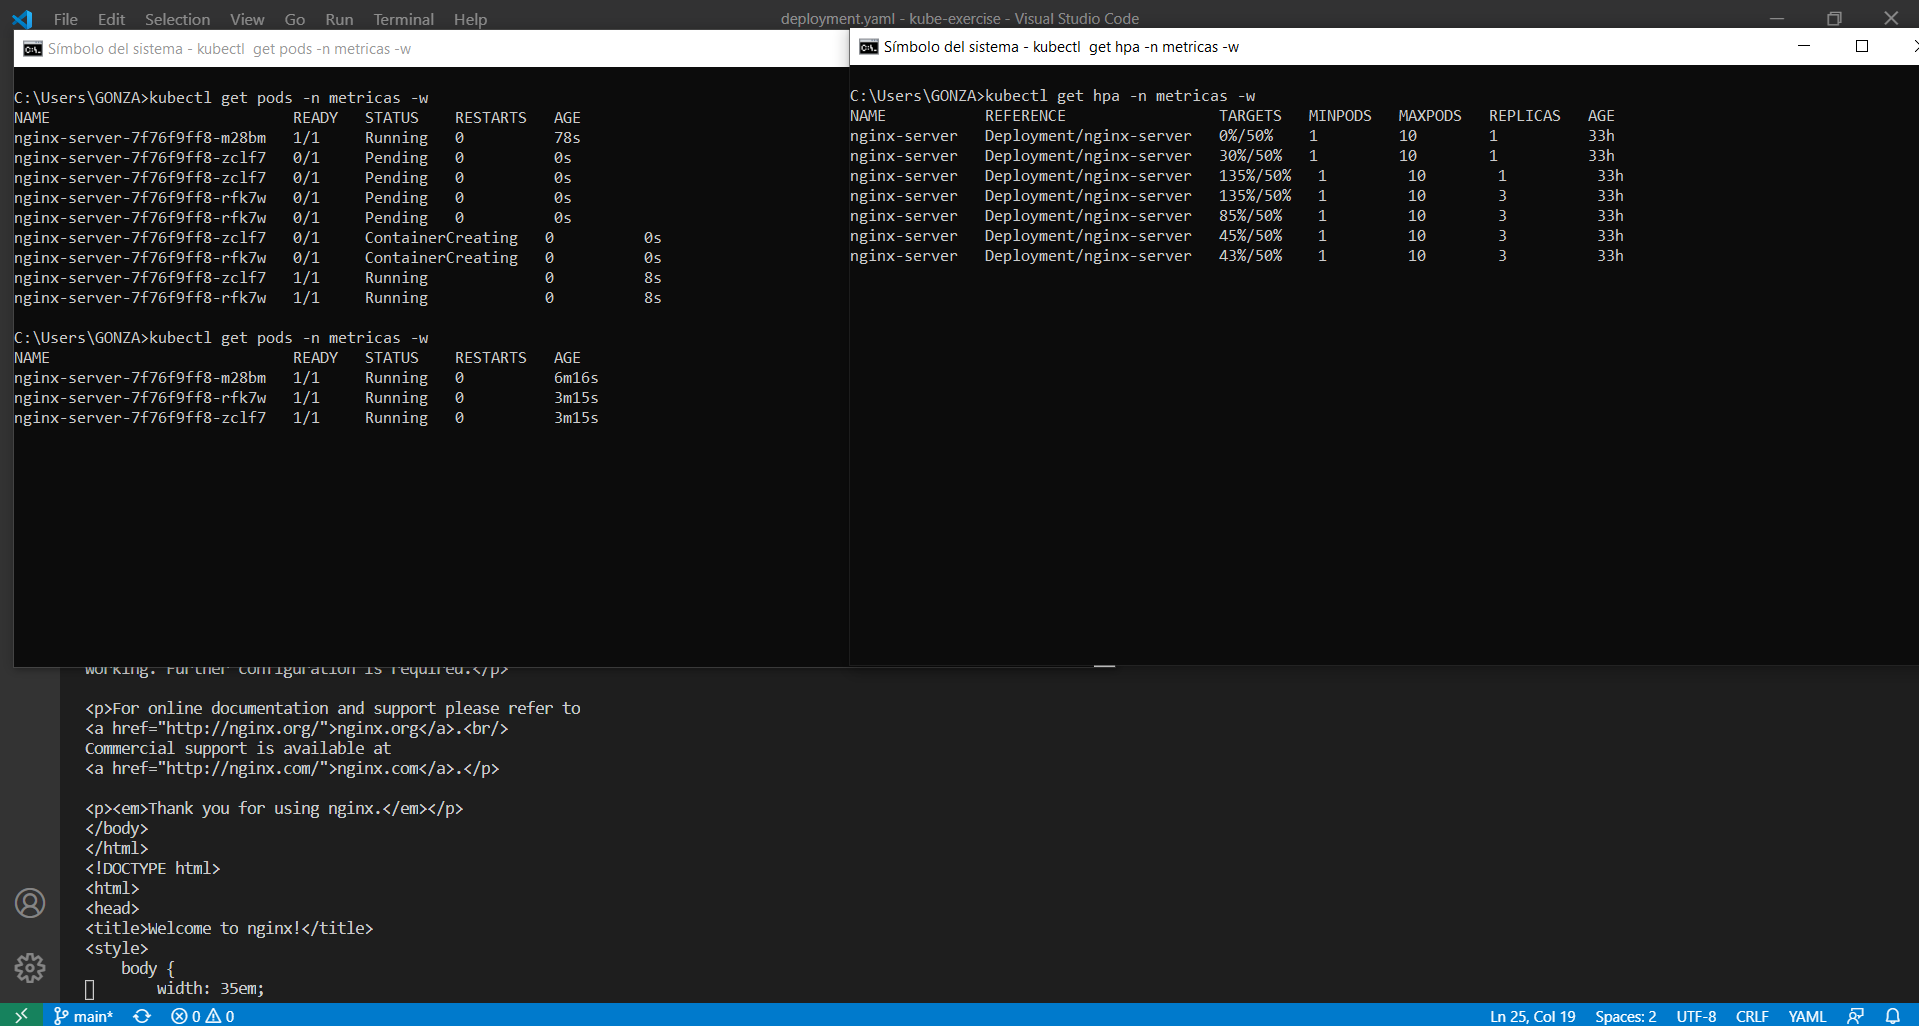 File Edit Selection View Go Run Terminal Help
deployment.yaml - kube-exercise - Visual Studio Code
Símbolo del sistema - kubectl  get pods -n metricas -w
C:\Users\GONZA>kubectl get pods -n metricas -w
NAME                            READY   STATUS    RESTARTS   AGE
nginx-server-7f76f9ff8-m28bm   1/1     Running   0          78s
nginx-server-7f76f9ff8-zclf7   0/1     Pending   0          0s
nginx-server-7f76f9ff8-zclf7   0/1     Pending   0          0s
nginx-server-7f76f9ff8-rfk7w   0/1     Pending   0          0s
nginx-server-7f76f9ff8-rfk7w   0/1     Pending   0          0s
nginx-server-7f76f9ff8-zclf7   0/1     ContainerCreating   0          0s
nginx-server-7f76f9ff8-rfk7w   0/1     ContainerCreating   0          0s
nginx-server-7f76f9ff8-zclf7   1/1     Running             0          8s
nginx-server-7f76f9ff8-rfk7w   1/1     Running             0          8s
C:\Users\GONZA>kubectl get pods -n metricas -w
NAME                           READY   STATUS    RESTARTS   AGE
nginx-server-7f76f9ff8-m28bm   1/1     Running   0          6m16s
nginx-server-7f76f9ff8-rfk7w   1/1     Running   0          3m15s
nginx-server-7f76f9ff8-zclf7   1/1     Running   0          3m15s
Símbolo del sistema - kubectl  get hpa -n metricas -w
C:\Users\GONZA>kubectl get hpa -n metricas -w
NAME           REFERENCE                 TARGETS   MINPODS   MAXPODS   REPLICAS   AGE
nginx-server   Deployment/nginx-server   0%/50%    1         10        1          33h
nginx-server   Deployment/nginx-server   30%/50%   1         10        1          33h
nginx-server   Deployment/nginx-server   135%/50%   1         10        1          33h
nginx-server   Deployment/nginx-server   135%/50%   1         10        3          33h
nginx-server   Deployment/nginx-server   85%/50%    1         10        3          33h
nginx-server   Deployment/nginx-server   45%/50%    1         10        3          33h
nginx-server   Deployment/nginx-server   43%/50%    1         10        3          33h
working. Further configuration is required.</p>
<p>For online documentation and support please refer to
<a href="http://nginx.org/">nginx.org</a>.<br/>
Commercial support is available at
<a href="http://nginx.com/">nginx.com</a>.</p>
<p><em>Thank you for using nginx.</em></p>
</body>
</html>
<!DOCTYPE html>
<html>
<head>
<title>Welcome to nginx!</title>
<style>
    body {
        width: 35em;
main* 0 0 Ln 25, Col 19 Spaces: 2 UTF-8 CRLF YAML